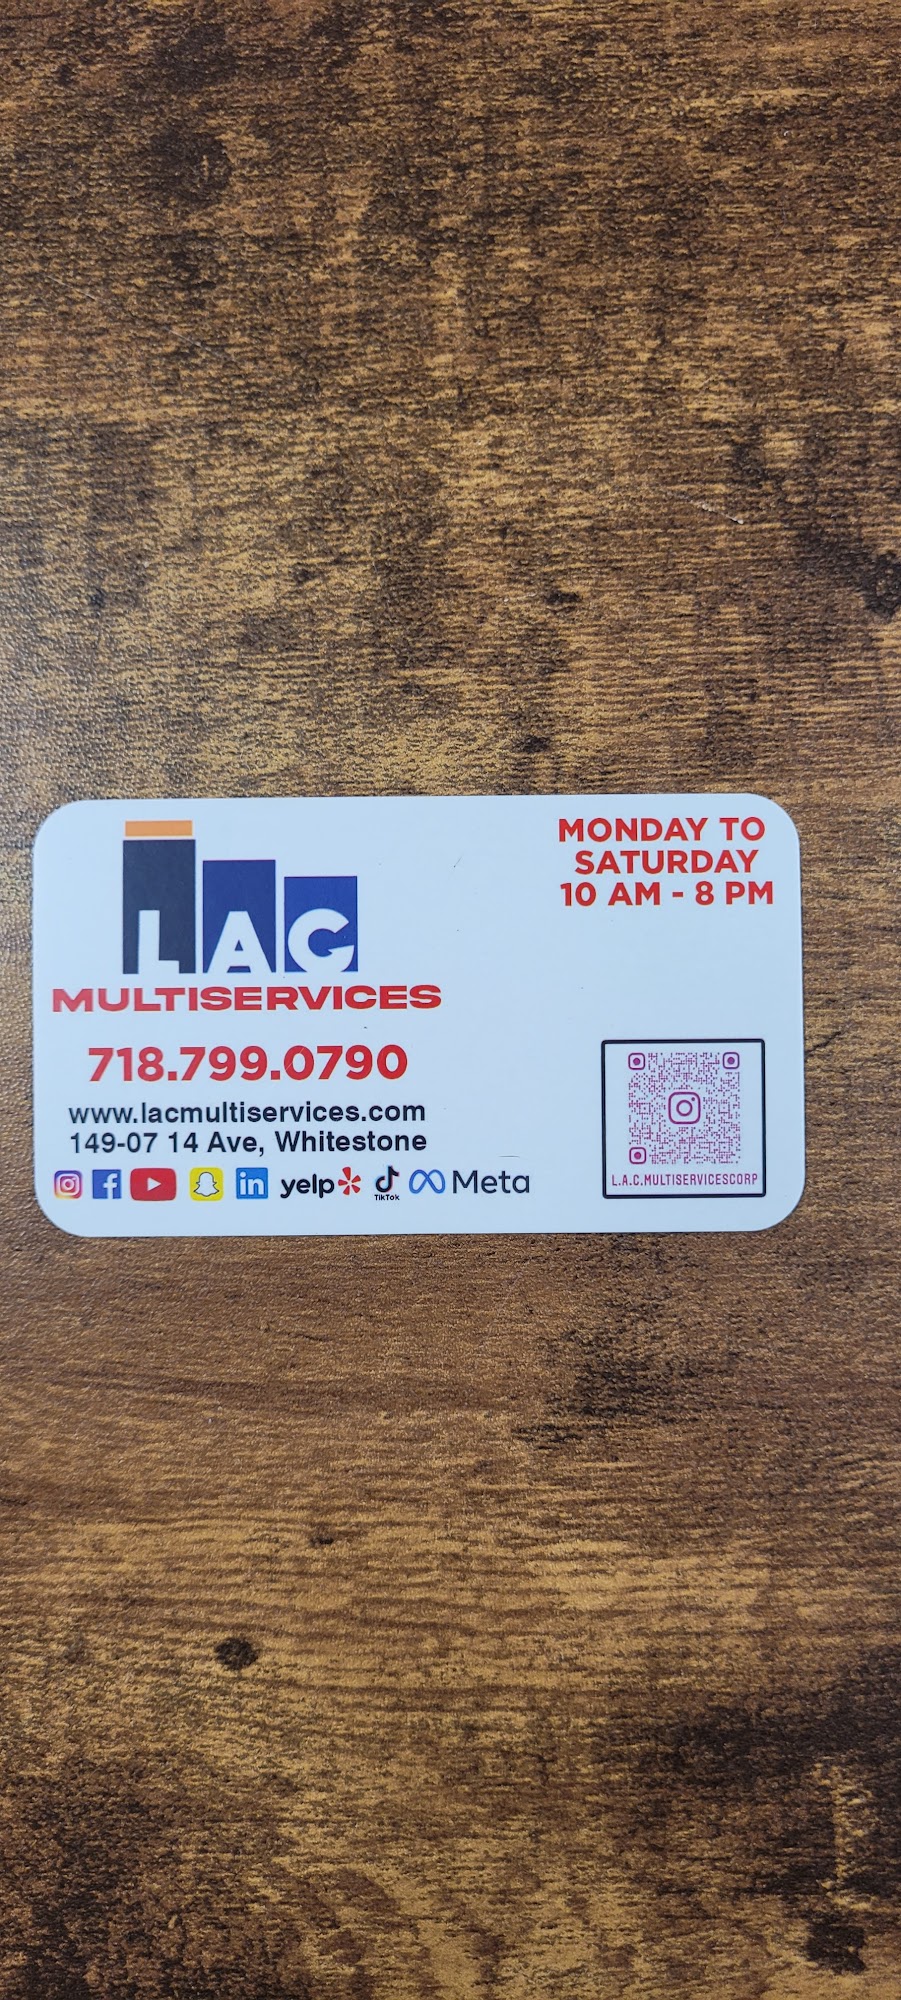 LAC
MULTISERVICES
718.799.0790
www.lacmultiservices.com
149-07 14 Ave, Whitestone
yelp TikTok Meta
MONDAY TO
SATURDAY
10 AM - 8 PM
L.A.C.MULTISERVICESCORP